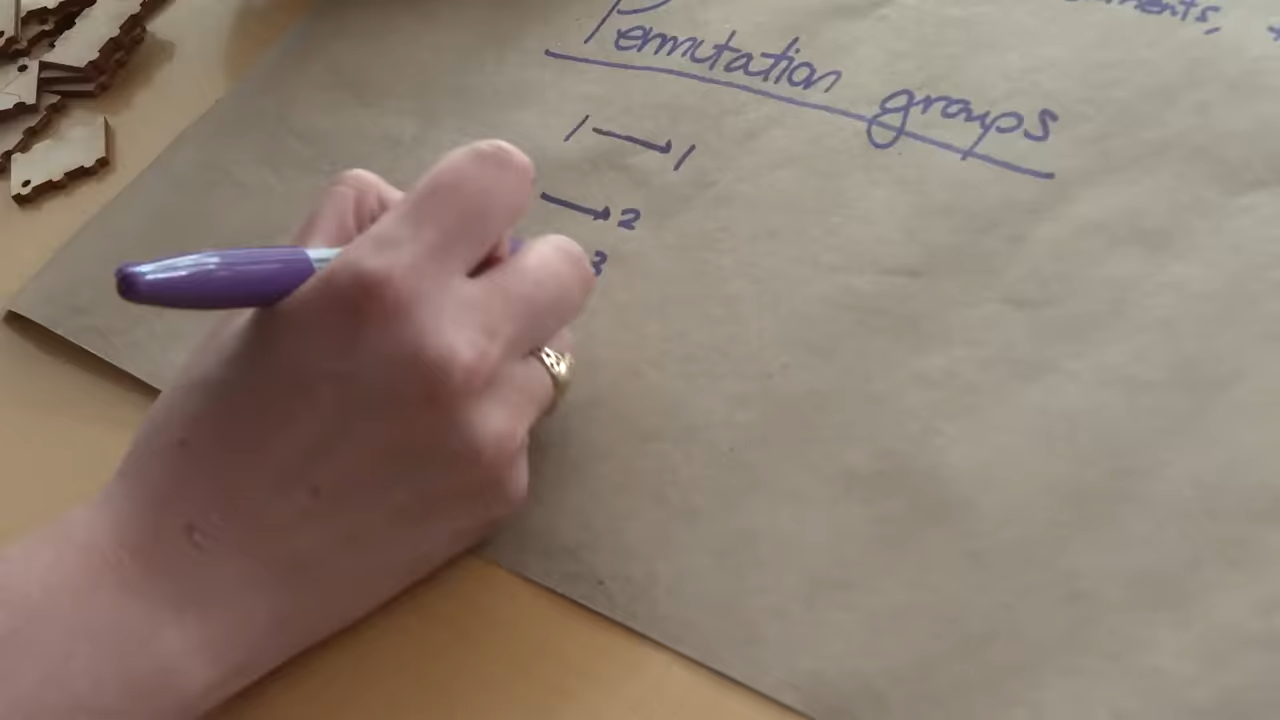 Permutation groups
1 → 1
→ 2
3